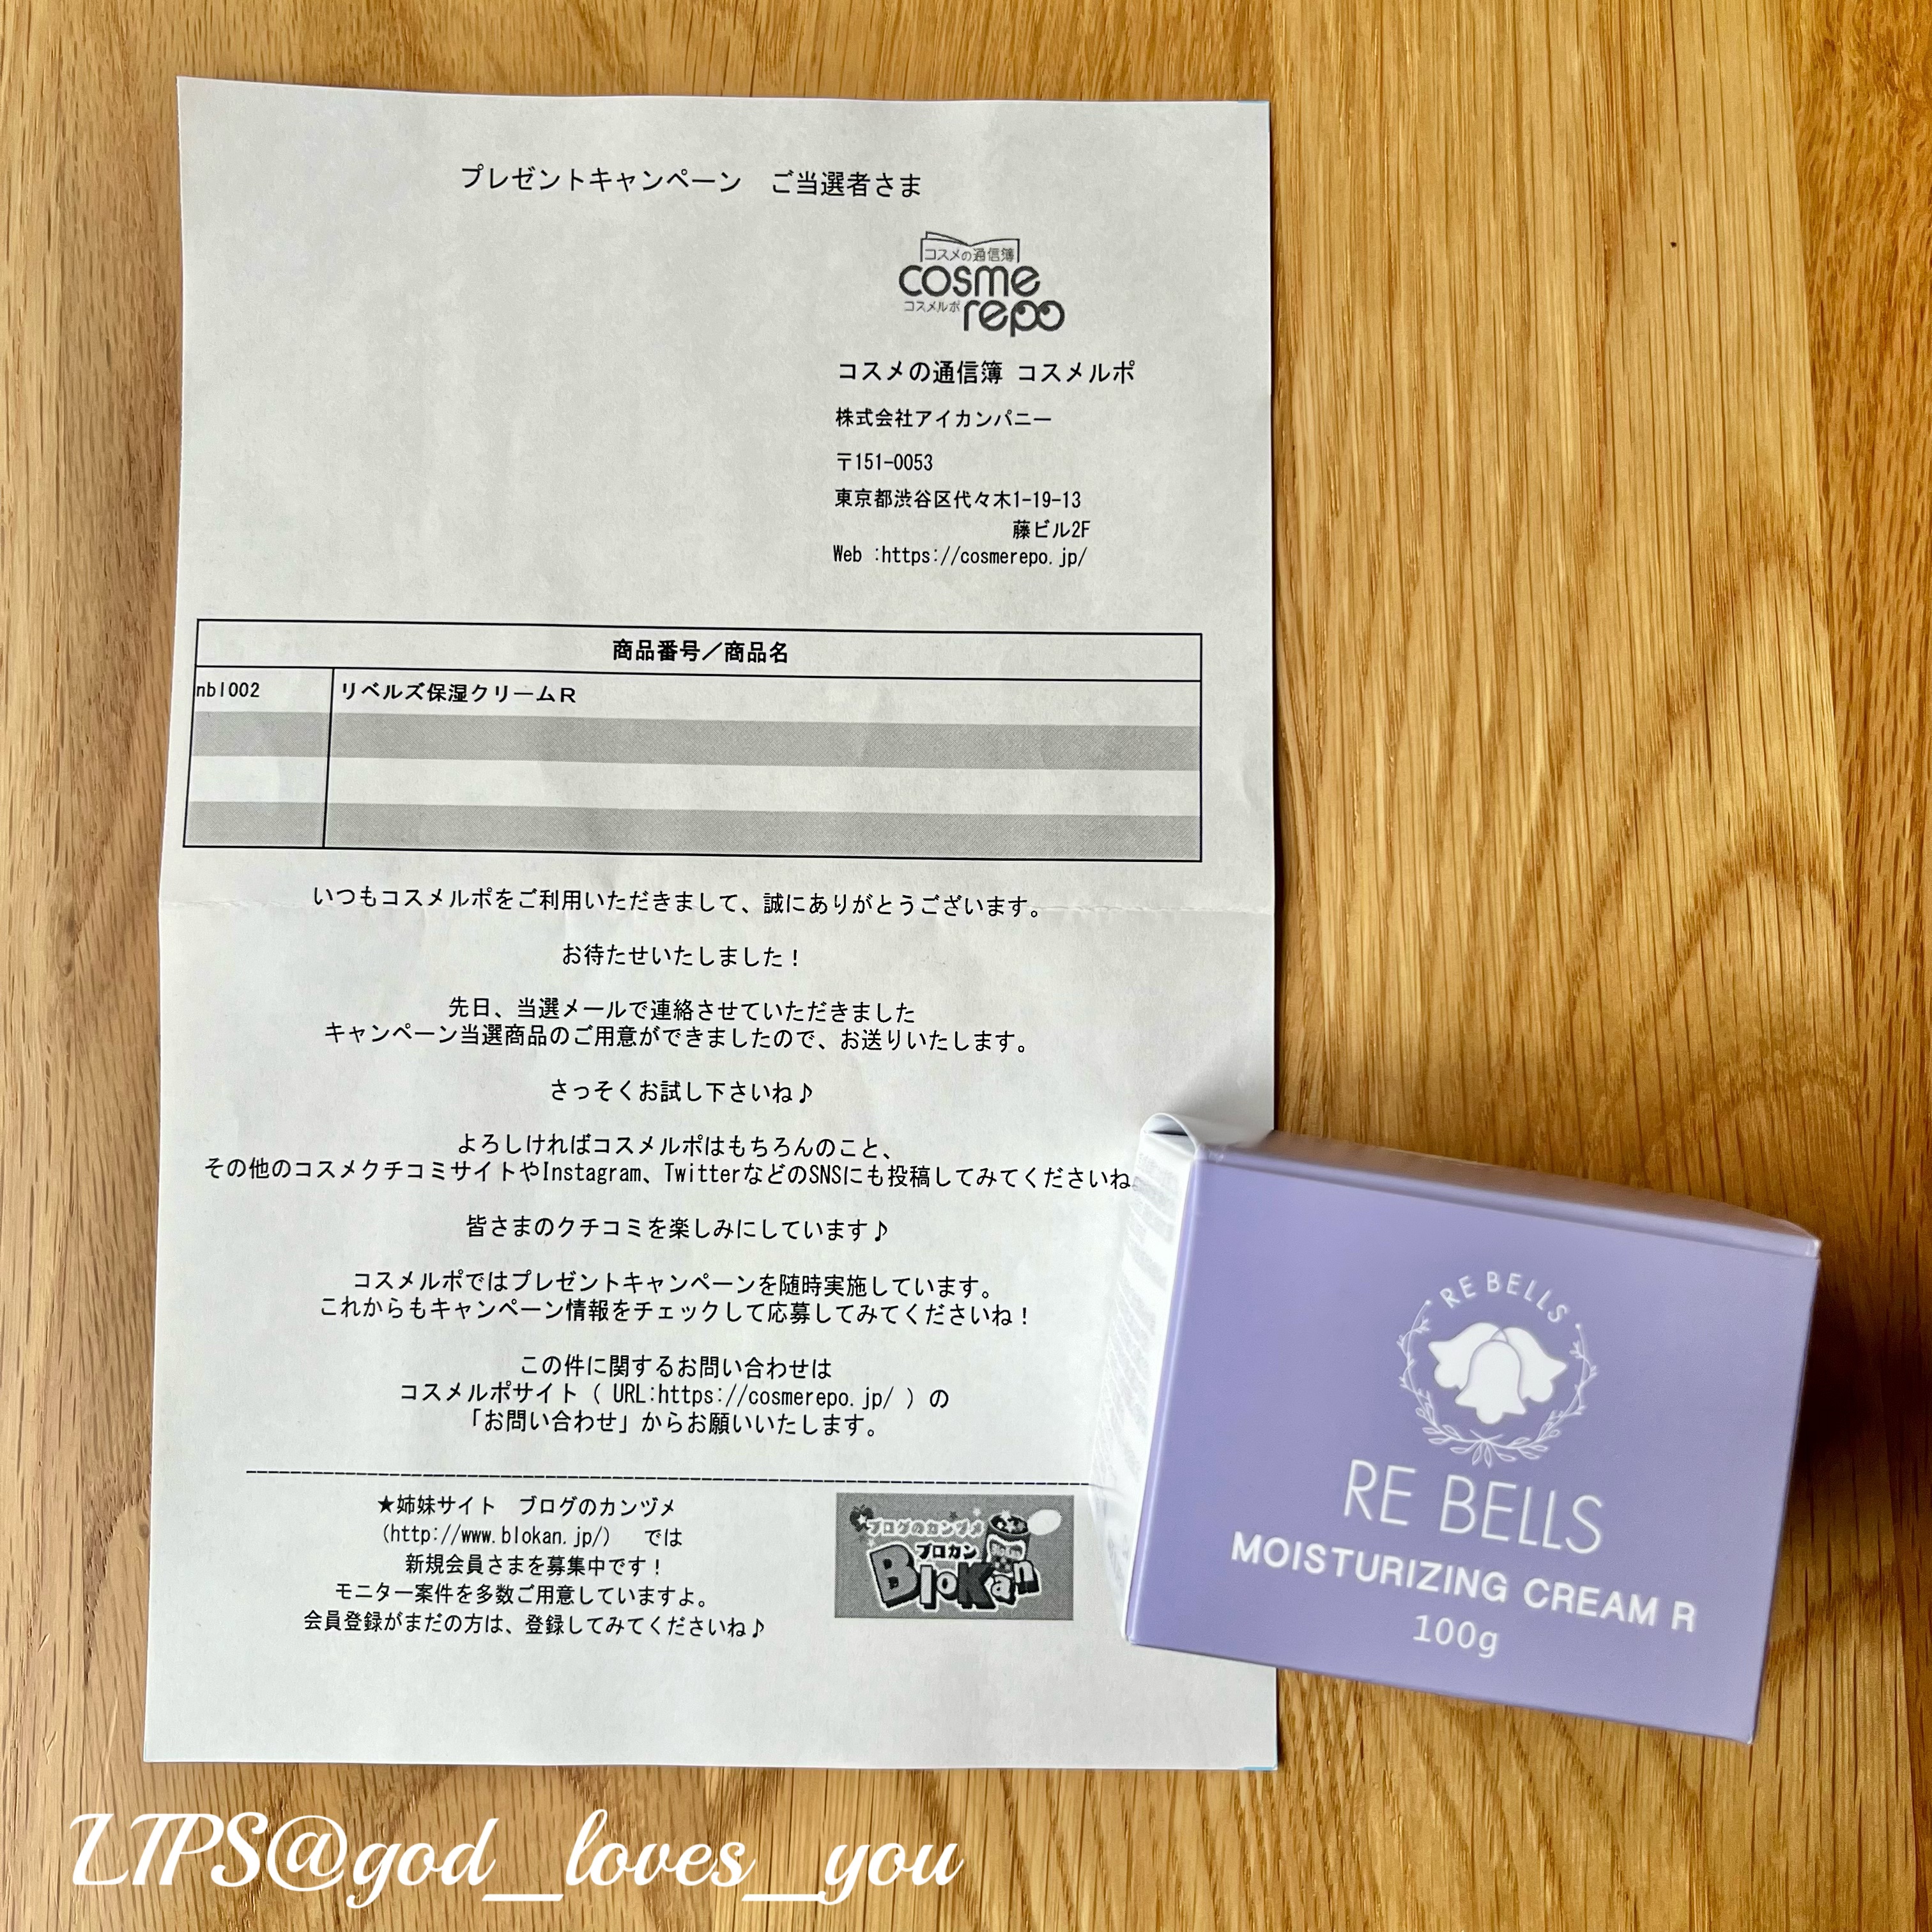 プレゼントキャンペーン　ご当選者さま
コスメの通信簿
cosme
コスメルポ
repo
コスメの通信簿 コスメルポ
株式会社アイカンパニー
〒151-0053
東京都渋谷区代々木1-19-13
藤ビル2F
Web :https://cosmerepo.jp/
商品番号／商品名
nbl002 リベルズ保湿クリームR
いつもコスメルポをご利用いただきまして、誠にありがとうございます。
お待たせいたしました！
先日、当選メールで連絡させていただきました
キャンペーン当選商品のご用意ができましたので、お送りいたします。
さっそくお試し下さいね♪
よろしければコスメルポはもちろんのこと、
その他のコスメクチコミサイトやInstagram、TwitterなどのSNSにも投稿してみてくださいね。
皆さまのクチコミを楽しみにしています♪
コスメルポではプレゼントキャンペーンを随時実施しています。
これからもキャンペーン情報をチェックして応募してみてくださいね！
この件に関するお問い合わせは
コスメルポサイト（ URL:https://cosmerepo.jp/ ）の
「お問い合わせ」からお願いいたします。
★姉妹サイト　ブログのカンヅメ
（http://www.blokan.jp/）　では
新規会員さまを募集中です！
モニター案件を多数ご用意していますよ。
会員登録がまだの方は、登録してみてくださいね♪
ブログのカンヅメ
ブロカン
BloKan
RE BELLS
RE BELLS
MOISTURIZING CREAM R
100g
LIPS@god_loves_you